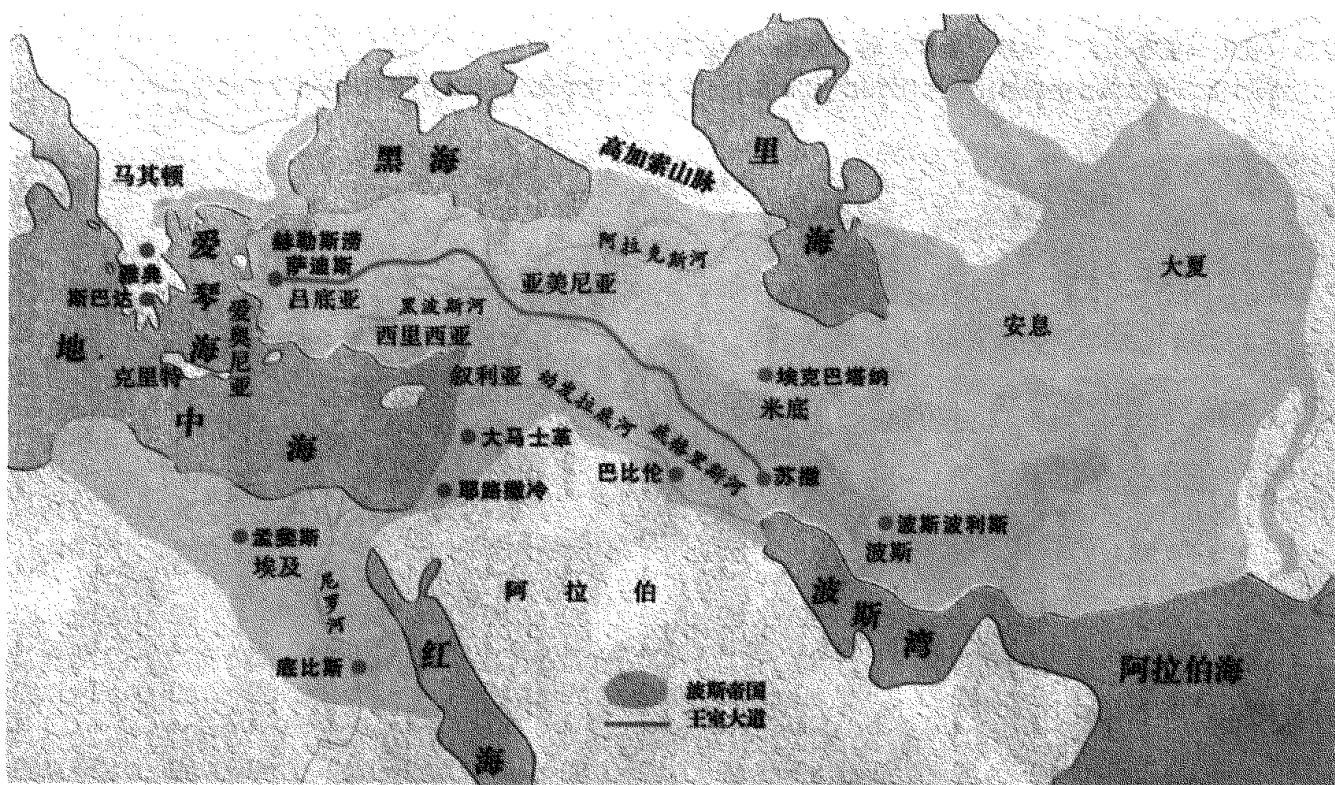 马其顿
黑海
高加索山脉
里海
爱琴海
赫勒斯滂
萨迪斯
吕底亚
雅典
斯巴达
爱奥尼亚
克里特
地中海
黑波斯河
西里西亚
亚美尼亚
阿拉克斯河
大夏
安息
叙利亚
幼发拉底河
底格里斯河
埃克巴塔纳
米底
大马士革
巴比伦
苏撒
耶路撒冷
孟斐斯
埃及
尼罗河
底比斯
红海
阿拉伯
波斯波利斯
波斯
波斯湾
阿拉伯海
波斯帝国
王室大道